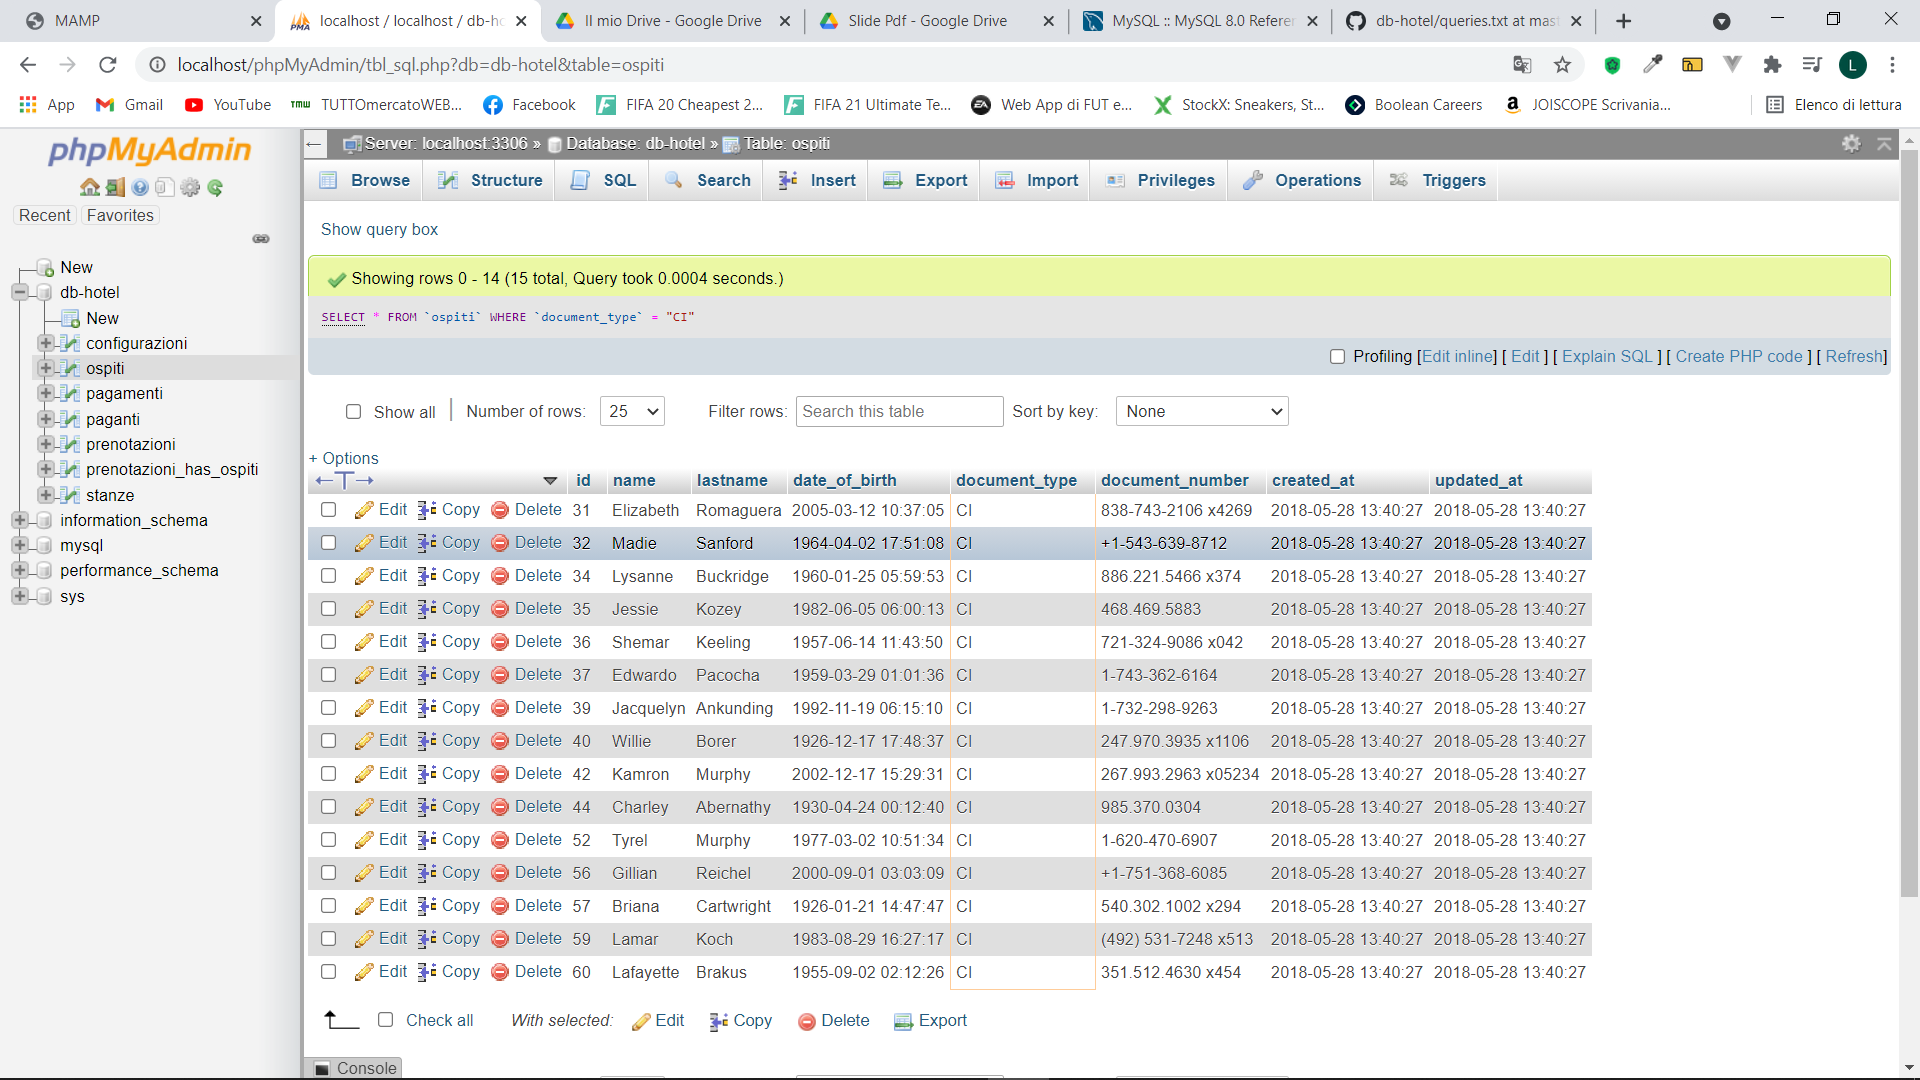 MAMP
localhost / localhost / db-ho
Il mio Drive - Google Drive
Slide Pdf - Google Drive
MySQL :: MySQL 8.0 Referen
db-hotel/queries.txt at mast
localhost/phpMyAdmin/tbl_sql.php?db=db-hotel&table=ospiti
L
App
Gmail
YouTube
TMW TUTTOmercatoWEB...
Facebook
FIFA 20 Cheapest 2...
FIFA 21 Ultimate Te...
EA Web App di FUT e...
StockX: Sneakers, St...
Boolean Careers
JOISCOPE Scrivania...
Elenco di lettura
phpMyAdmin
Recent Favorites
New
db-hotel
New
configurazioni
ospiti
pagamenti
paganti
prenotazioni
prenotazioni_has_ospiti
stanze
information_schema
mysql
performance_schema
sys
Server: localhost:3306 » Database: db-hotel » Table: ospiti
Browse Structure SQL Search Insert Export Import Privileges Operations Triggers
Show query box
Showing rows 0 - 14 (15 total, Query took 0.0004 seconds.)
SELECT * FROM `ospiti` WHERE `document_type` = "CI"
Profiling [Edit inline] [ Edit ] [ Explain SQL ] [ Create PHP code ] [ Refresh]
Show all | Number of rows: 25 Filter rows: Search this table Sort by key: None
+ Options
←T→ id name lastname date_of_birth document_type document_number created_at updated_at
Edit Copy Delete 31 Elizabeth Romaguera 2005-03-12 10:37:05 CI 838-743-2106 x4269 2018-05-28 13:40:27 2018-05-28 13:40:27
Edit Copy Delete 32 Madie Sanford 1964-04-02 17:51:08 CI +1-543-639-8712 2018-05-28 13:40:27 2018-05-28 13:40:27
Edit Copy Delete 34 Lysanne Buckridge 1960-01-25 05:59:53 CI 886.221.5466 x374 2018-05-28 13:40:27 2018-05-28 13:40:27
Edit Copy Delete 35 Jessie Kozey 1982-06-05 06:00:13 CI 468.469.5883 2018-05-28 13:40:27 2018-05-28 13:40:27
Edit Copy Delete 36 Shemar Keeling 1957-06-14 11:43:50 CI 721-324-9086 x042 2018-05-28 13:40:27 2018-05-28 13:40:27
Edit Copy Delete 37 Edwardo Pacocha 1959-03-29 01:01:36 CI 1-743-362-6164 2018-05-28 13:40:27 2018-05-28 13:40:27
Edit Copy Delete 39 Jacquelyn Ankunding 1992-11-19 06:15:10 CI 1-732-298-9263 2018-05-28 13:40:27 2018-05-28 13:40:27
Edit Copy Delete 40 Willie Borer 1926-12-17 17:48:37 CI 247.970.3935 x1106 2018-05-28 13:40:27 2018-05-28 13:40:27
Edit Copy Delete 42 Kamron Murphy 2002-12-17 15:29:31 CI 267.993.2963 x05234 2018-05-28 13:40:27 2018-05-28 13:40:27
Edit Copy Delete 44 Charley Abernathy 1930-04-24 00:12:40 CI 985.370.0304 2018-05-28 13:40:27 2018-05-28 13:40:27
Edit Copy Delete 52 Tyrel Murphy 1977-03-02 10:51:34 CI 1-620-470-6907 2018-05-28 13:40:27 2018-05-28 13:40:27
Edit Copy Delete 56 Gillian Reichel 2000-09-01 03:03:09 CI +1-751-368-6085 2018-05-28 13:40:27 2018-05-28 13:40:27
Edit Copy Delete 57 Briana Cartwright 1926-01-21 14:47:47 CI 540.302.1002 x294 2018-05-28 13:40:27 2018-05-28 13:40:27
Edit Copy Delete 59 Lamar Koch 1983-08-29 16:27:17 CI (492) 531-7248 x513 2018-05-28 13:40:27 2018-05-28 13:40:27
Edit Copy Delete 60 Lafayette Brakus 1955-09-02 02:12:26 CI 351.512.4630 x454 2018-05-28 13:40:27 2018-05-28 13:40:27
Check all With selected: Edit Copy Delete Export
Console